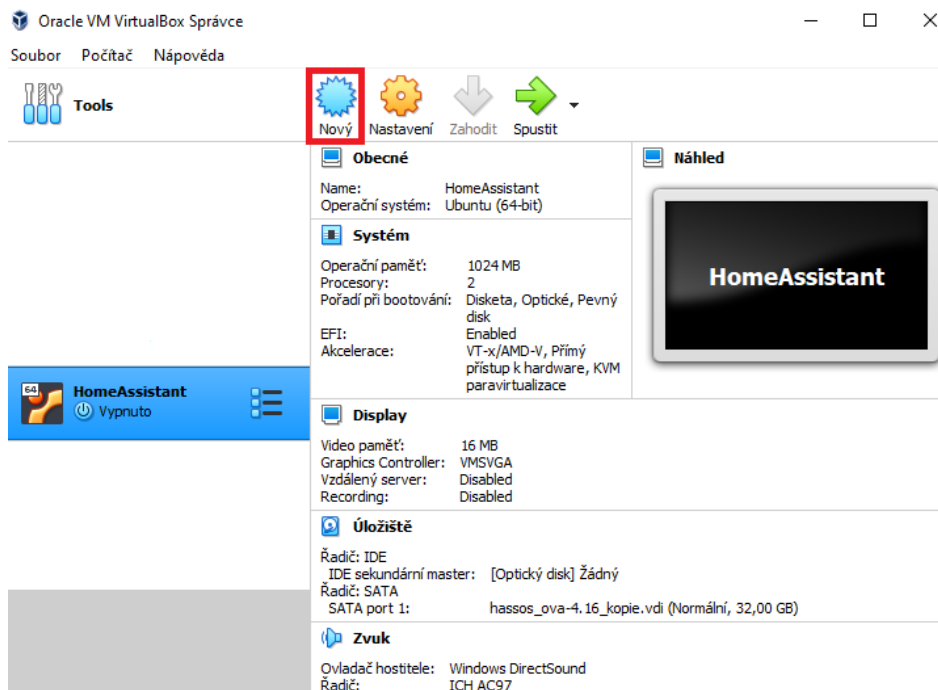 Oracle VM VirtualBox Správce
Soubor Počítač Nápověda
Tools
Nový Nastavení Zahodit Spustit
Obecné
Name: HomeAssistant
Operační systém: Ubuntu (64-bit)
Náhled
HomeAssistant
Systém
Operační paměť: 1024 MB
Procesory: 2
Pořadí při bootování: Disketa, Optické, Pevný
disk
EFI: Enabled
Akcelerace: VT-x/AMD-V, Přímý
přístup k hardware, KVM
paravirtualizace
64
HomeAssistant
Vypnuto
Display
Video paměť: 16 MB
Graphics Controller: VMSVGA
Vzdálený server: Disabled
Recording: Disabled
Úložiště
Řadič: IDE
IDE sekundární master: [Optický disk] Žádný
Řadič: SATA
SATA port 1: hassos_ova-4.16_kopie.vdi (Normální, 32,00 GB)
Zvuk
Ovladač hostitele: Windows DirectSound
Řadič: ICH AC97